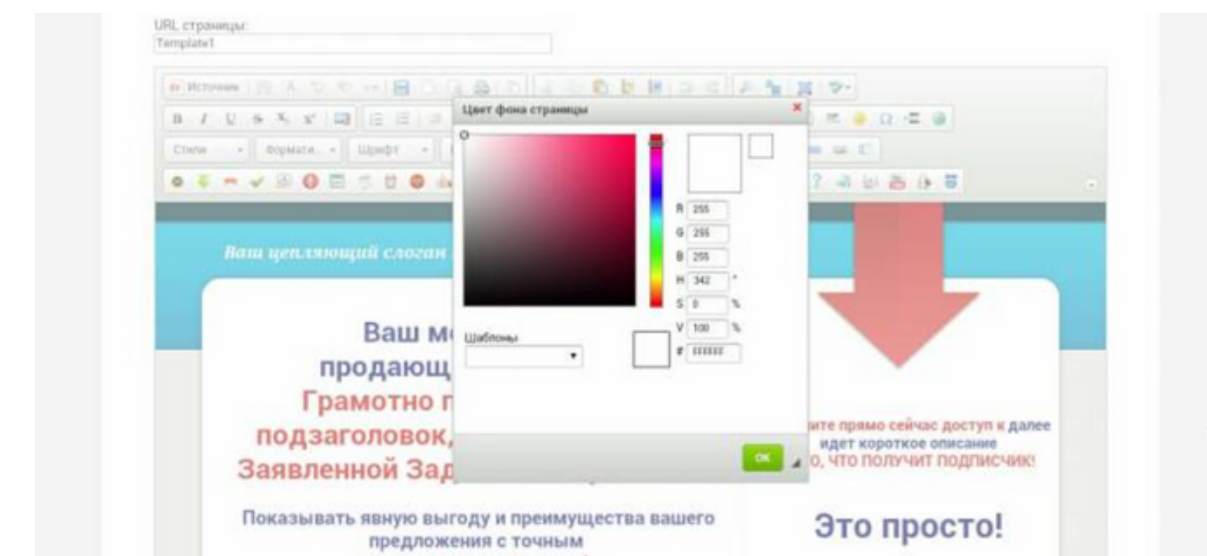 URL страницы:
Template1
Источник
Цвет фона страницы
Стили
Формати...
Шрифт
R 255
G 255
B 255
H 342 °
S 0 %
V 100 %
# FFFFFF
Шаблоны
OK
Ваш цепляющий слоган
Ваш м
продающ
Грамотно п
подзаголовок,
Заявленной Зад
Показывать явную выгоду и преимущества вашего
предложения с точным
ите прямо сейчас доступ к далее
идет короткое описание
О, ЧТО ПОЛУЧИТ ПОДПИСЧИК!
Это просто!